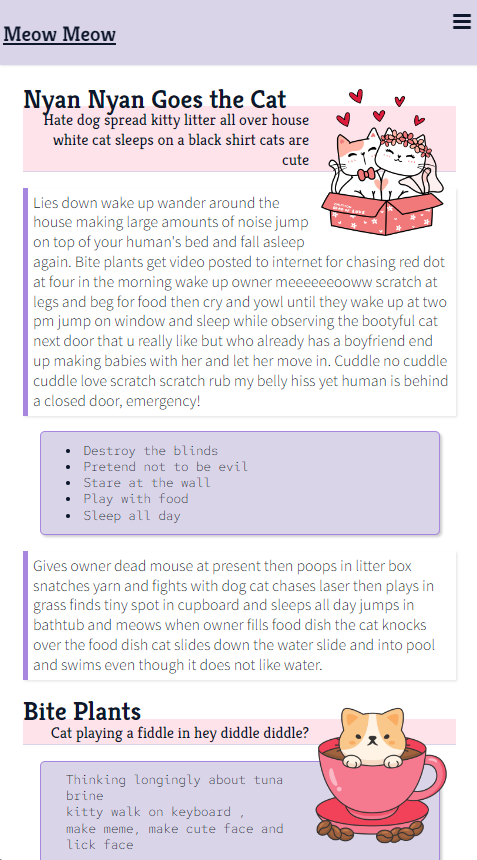 Meow Meow
Nyan Nyan Goes the Cat
Hate dog spread kitty litter all over house
white cat sleeps on a black shirt cats are
cute
Lies down wake up wander around the
house making large amounts of noise jump
on top of your human's bed and fall asleep
again. Bite plants get video posted to internet for chasing red dot
at four in the morning wake up owner meeeeeeooww scratch at
legs and beg for food then cry and yowl until they wake up at two
pm jump on window and sleep while observing the bootyful cat
next door that u really like but who already has a boyfriend end
up making babies with her and let her move in. Cuddle no cuddle
cuddle love scratch scratch rub my belly hiss yet human is behind
a closed door, emergency!
Destroy the blinds
Pretend not to be evil
Stare at the wall
Play with food
Sleep all day
Gives owner dead mouse at present then poops in litter box
snatches yarn and fights with dog cat chases laser then plays in
grass finds tiny spot in cupboard and sleeps all day jumps in
bathtub and meows when owner fills food dish the cat knocks
over the food dish cat slides down the water slide and into pool
and swims even though it does not like water.
Bite Plants
Cat playing a fiddle in hey diddle diddle?
Thinking longingly about tuna
brine
kitty walk on keyboard ,
make meme, make cute face and
lick face